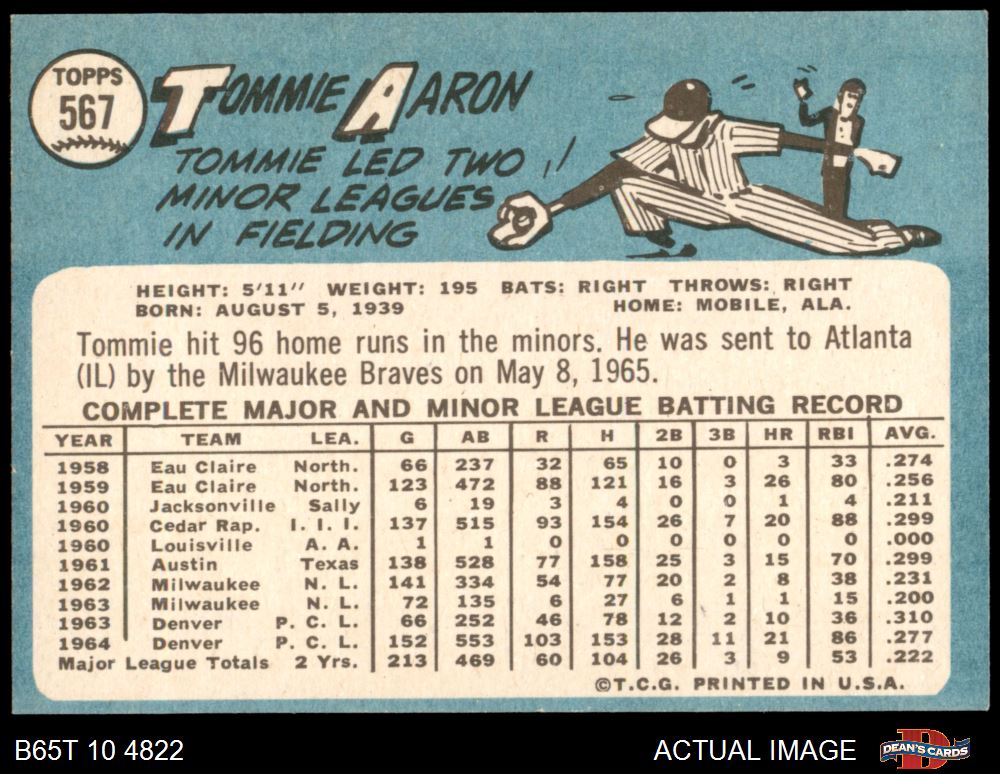 TOPPS
567
TOMMIE AARON
TOMMIE LED TWO
MINOR LEAGUES
IN FIELDING
HEIGHT: 5'11" WEIGHT: 195 BATS: RIGHT THROWS: RIGHT
BORN: AUGUST 5, 1939 HOME: MOBILE, ALA.
Tommie hit 96 home runs in the minors. He was sent to Atlanta
(IL) by the Milwaukee Braves on May 8, 1965.
COMPLETE MAJOR AND MINOR LEAGUE BATTING RECORD
YEAR TEAM LEA. G AB R H 2B 3B HR RBI AVG.
1958 Eau Claire North. 66 237 32 65 10 0 3 33 .274
1959 Eau Claire North. 123 472 88 121 16 3 26 80 .256
1960 Jacksonville Sally 6 19 3 4 0 0 1 4 .211
1960 Cedar Rap. I. I. I. 137 515 93 154 26 7 20 88 .299
1960 Louisville A. A. 1 1 0 0 0 0 0 0 .000
1961 Austin Texas 138 528 77 158 25 3 15 70 .299
1962 Milwaukee N. L. 141 334 54 77 20 2 8 38 .231
1963 Milwaukee N. L. 72 135 6 27 6 1 1 15 .200
1963 Denver P. C. L. 66 252 46 78 12 2 10 36 .310
1964 Denver P. C. L. 152 553 103 153 28 11 21 86 .277
Major League Totals 2 Yrs. 213 469 60 104 26 3 9 53 .222
©T.C.G. PRINTED IN U.S.A.
B65T 10 4822 ACTUAL IMAGE DEAN'S CARDS